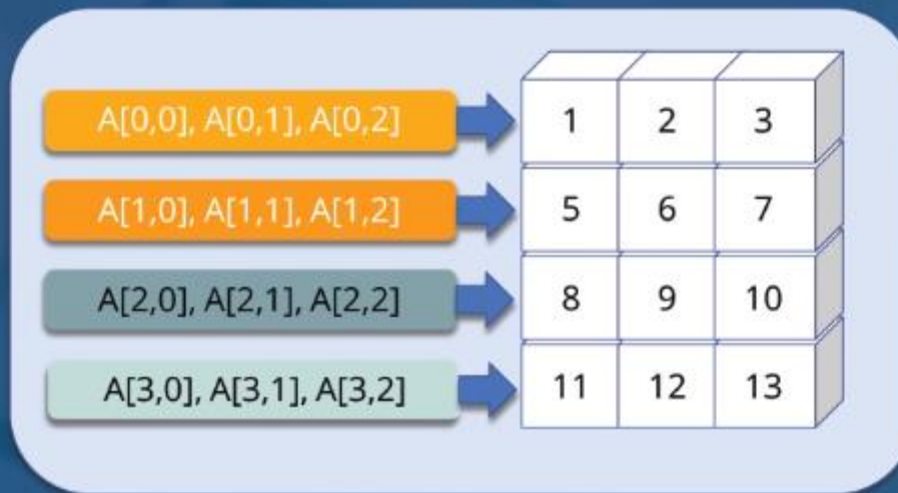 A[0,0], A[0,1], A[0,2] 1 2 3
A[1,0], A[1,1], A[1,2] 5 6 7
A[2,0], A[2,1], A[2,2] 8 9 10
A[3,0], A[3,1], A[3,2] 11 12 13